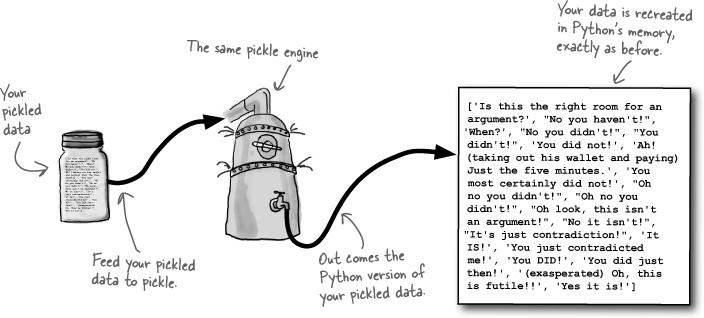 Your data is recreated
in Python's memory,
exactly as before.
The same pickle engine
Your
pickled
data
['Is this the right room for an
argument?', "No you haven't!",
'When?', "No you didn't!", "You
didn't!", 'You did not!', 'Ah!
(taking out his wallet and paying)
Just the five minutes.', 'You
most certainly did not!', "Oh
no you didn't!", "Oh no you
didn't!", "Oh look, this isn't
an argument!", "No it isn't!",
"It's just contradiction!", 'It
IS!', 'You just contradicted
me!', 'You DID!', 'You did just
then!', '(exasperated) Oh, this
is futile!!', 'Yes it is!']
Feed your pickled
data to pickle.
Out comes the
Python version of
your pickled data.